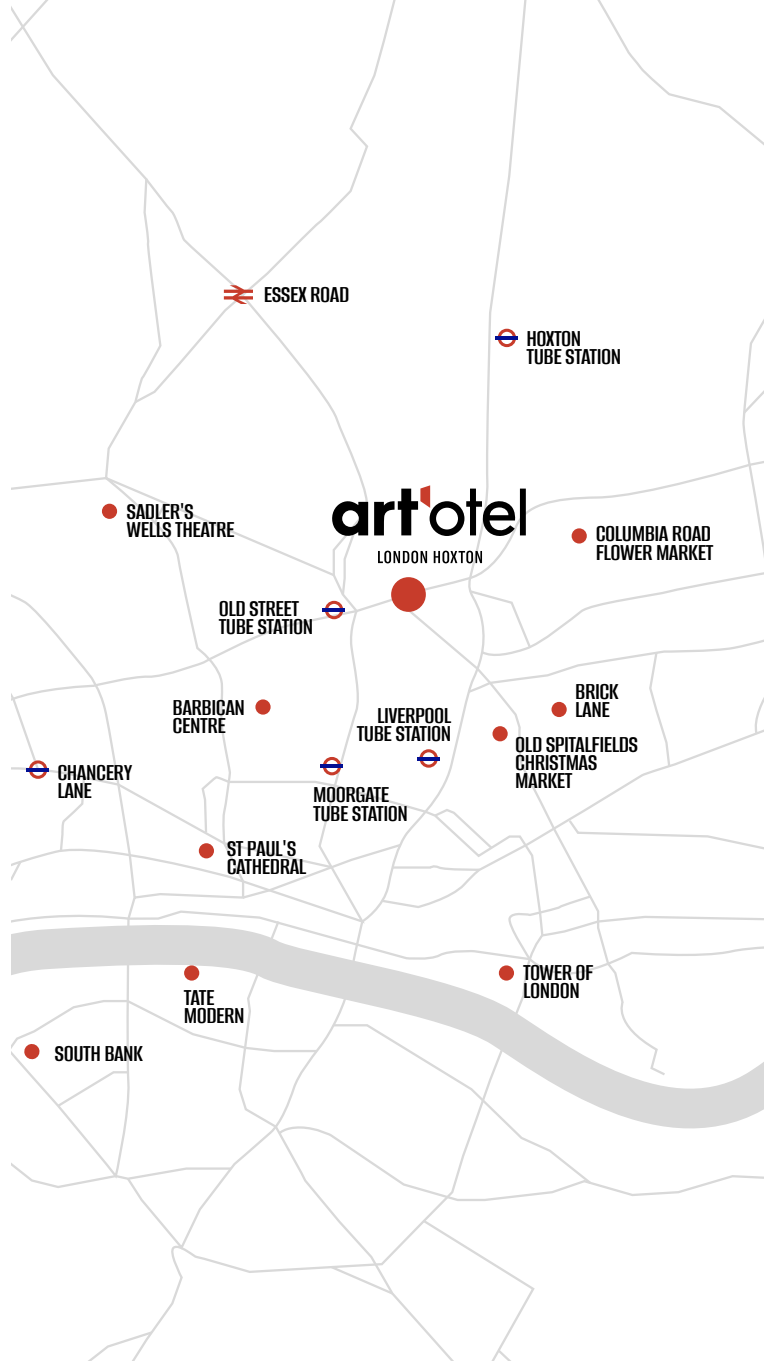 ESSEX ROAD
HOXTON
TUBE STATION
art'otel
LONDON HOXTON
SADLER'S
WELLS THEATRE
COLUMBIA ROAD
FLOWER MARKET
OLD STREET
TUBE STATION
BARBICAN
CENTRE
LIVERPOOL
TUBE STATION
BRICK
LANE
OLD SPITALFIELDS
CHRISTMAS
MARKET
CHANCERY
LANE
MOORGATE
TUBE STATION
ST PAUL'S
CATHEDRAL
TATE
MODERN
TOWER OF
LONDON
SOUTH BANK